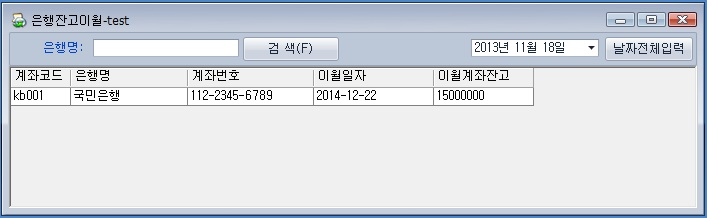 은행잔고이월-test
은행명: 검 색(F) 2013년 11월 18일 날짜전체입력
계좌코드 은행명 계좌번호 이월일자 이월계좌잔고
kb001 국민은행 112-2345-6789 2014-12-22 15000000